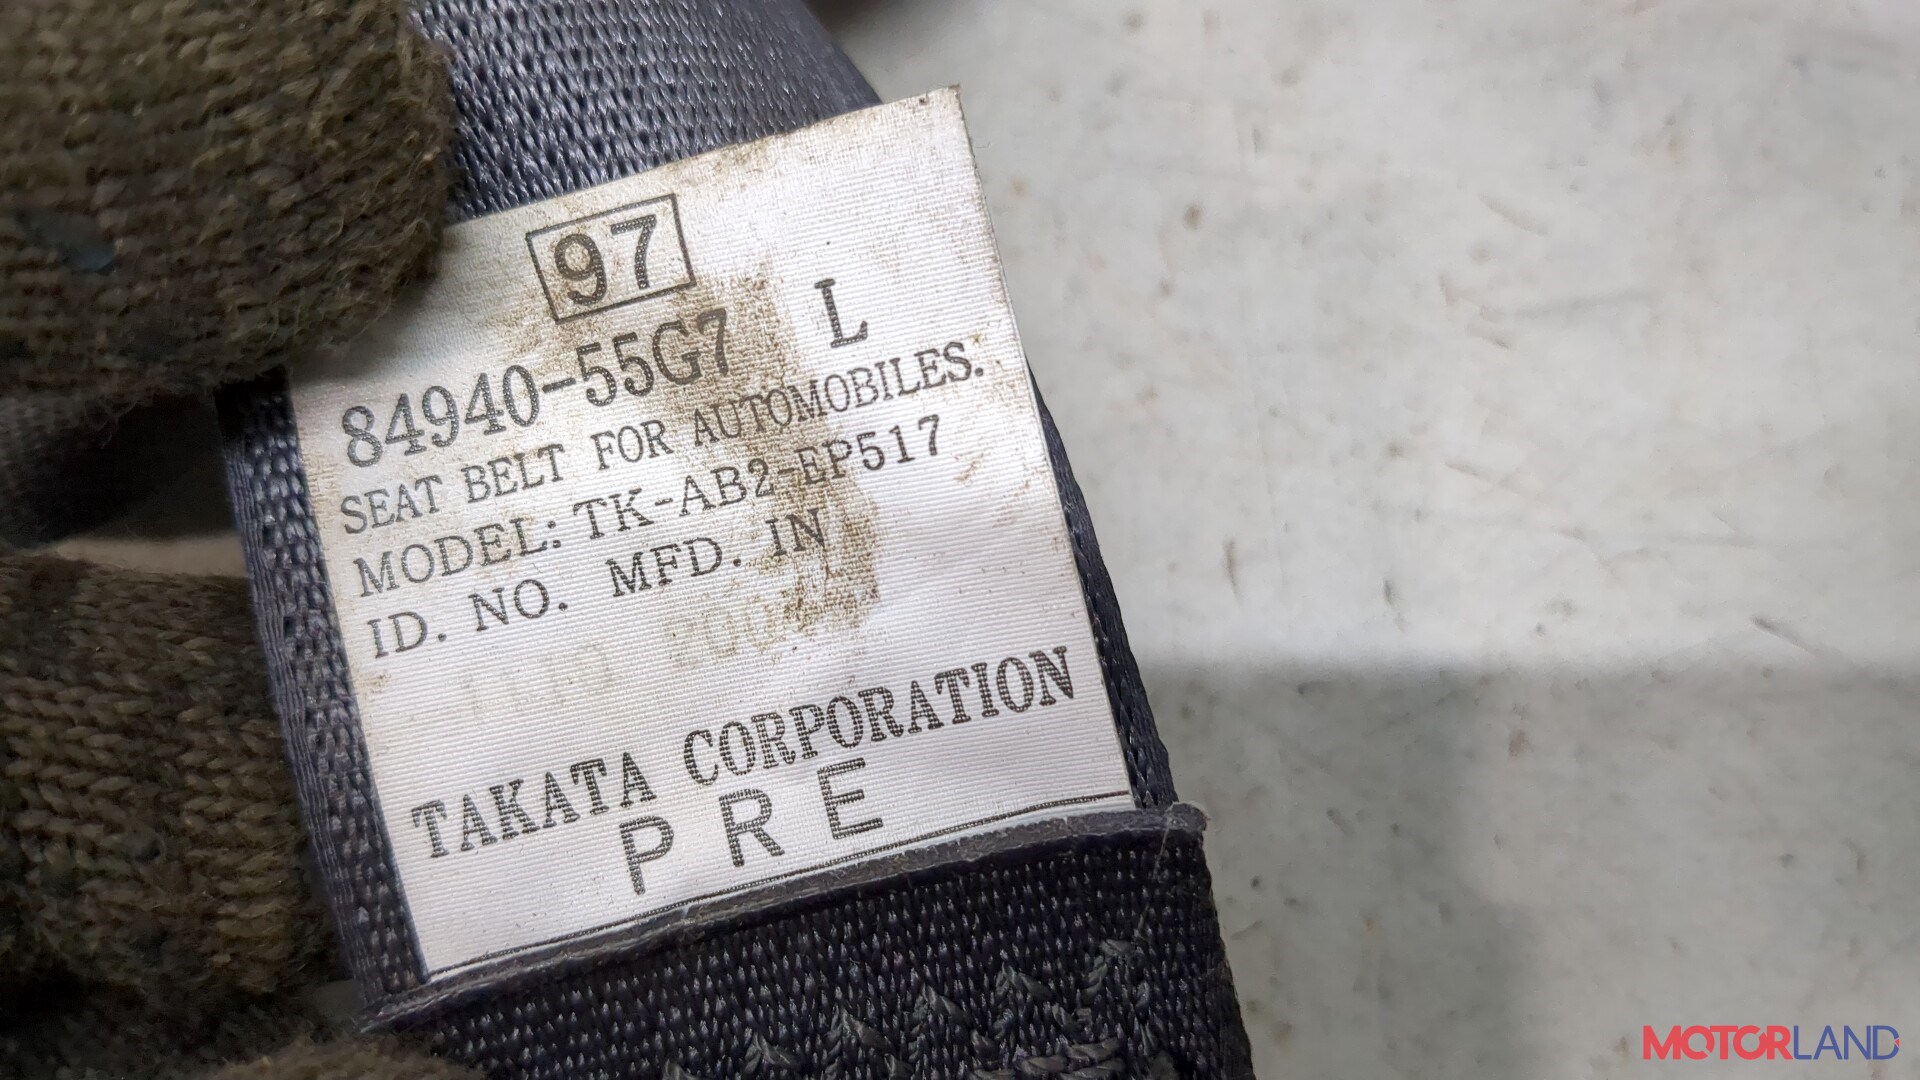 97
84940-55G7 L
SEAT BELT FOR AUTOMOBILES.
MODEL: TK-AB2-EP517
ID. NO. MFD. IN
TAKATA CORPORATION
PRE
MOTORLAND